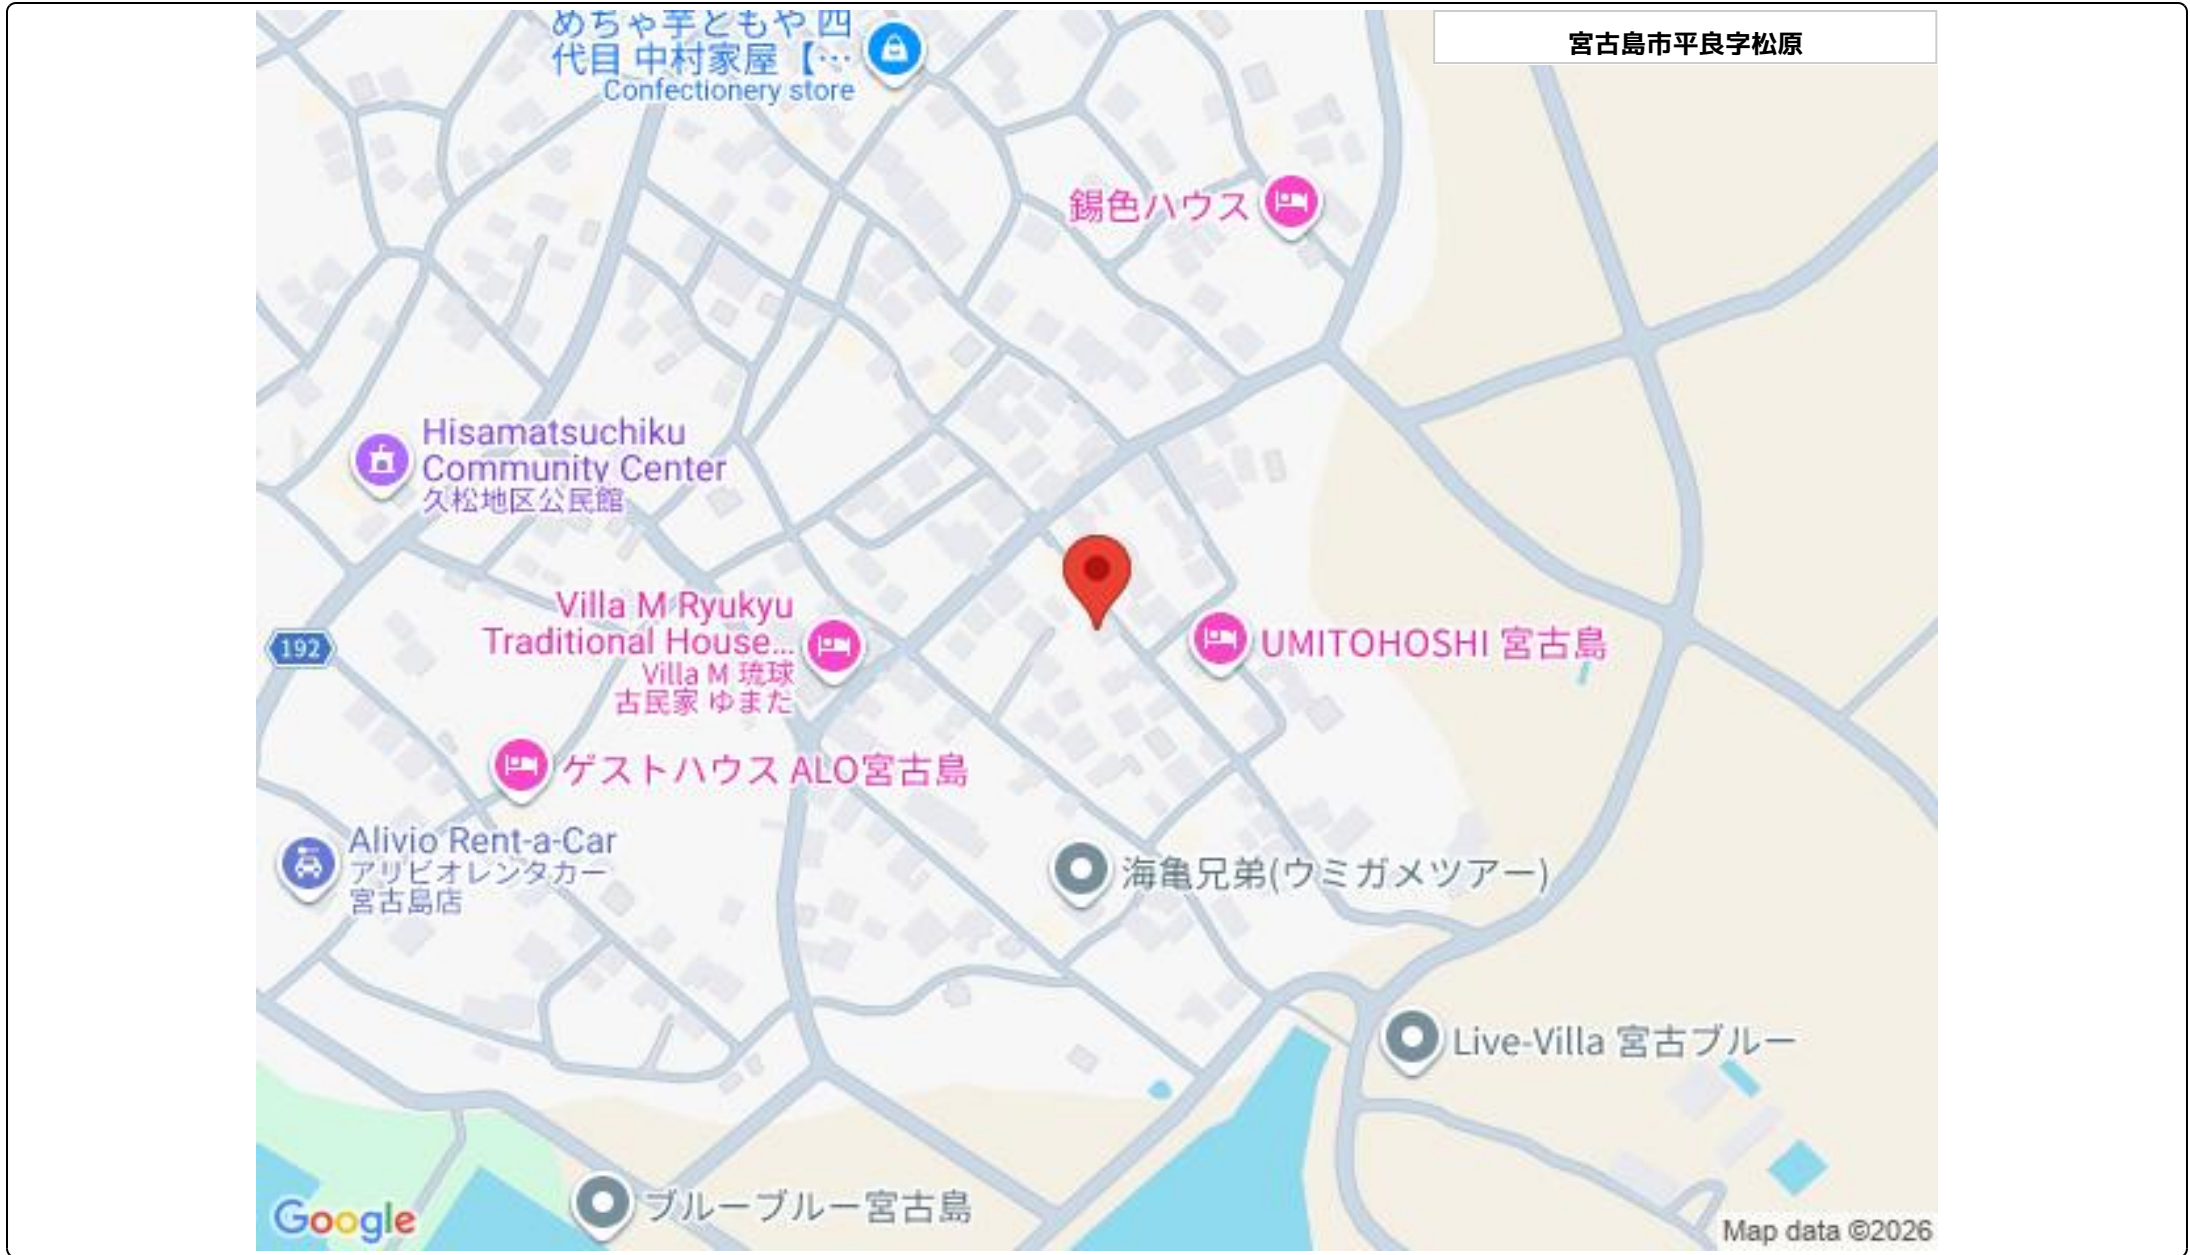 めちゃ芋ともや 四
代目 中村家屋【…
Confectionery store
宮古島市平良字松原
錫色ハウス
Hisamatsuchiku
Community Center
久松地区公民館
Villa M Ryukyu
Traditional House...
Villa M 琉球
古民家 ゆまた
192
UMITOHOSHI 宮古島
ゲストハウス ALO宮古島
Alivio Rent-a-Car
アリビオレンタカー
宮古島店
海亀兄弟(ウミガメツアー)
Live-Villa 宮古ブルー
ブルーブルー宮古島
Google
Map data ©2026